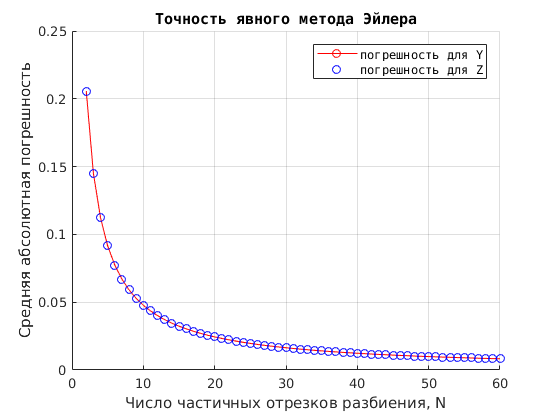 Точность явного метода Эйлера
погрешность для Y
погрешность для Z
Средняя абсолютная погрешность
0.25
0.2
0.15
0.1
0.05
0
0 10 20 30 40 50 60
Число частичных отрезков разбиения, N